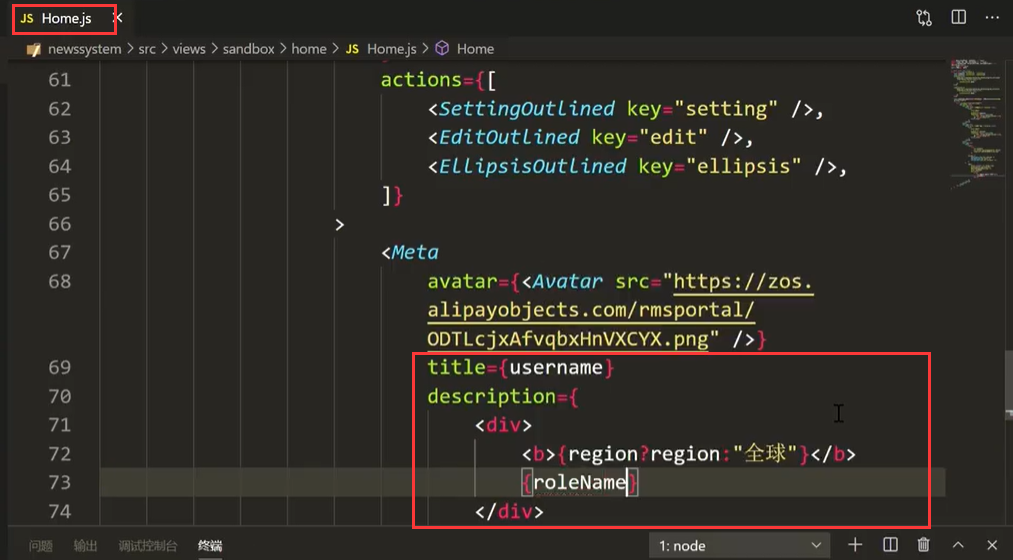 JS Home.js ×
newssystem > src > views > sandbox > home > JS Home.js > Home
61 actions={[
62 <SettingOutlined key="setting" />,
63 <EditOutlined key="edit" />,
64 <EllipsisOutlined key="ellipsis" />,
65 ]}
66 >
67 <Meta
68 avatar={<Avatar src="https://zos.
alipayobjects.com/rmsportal/
ODTLcjxAfvqbxHnVXCYX.png" />}
69 title={username}
70 description={
71 <div>
72 <b>{region?region:"全球"}</b>
73 {roleName}
74 </div>
问题 输出 调试控制台 终端 1: node